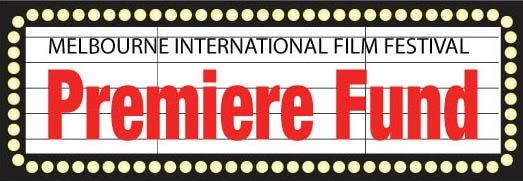 MELBOURNE INTERNATIONAL FILM FESTIVAL
Premiere Fund